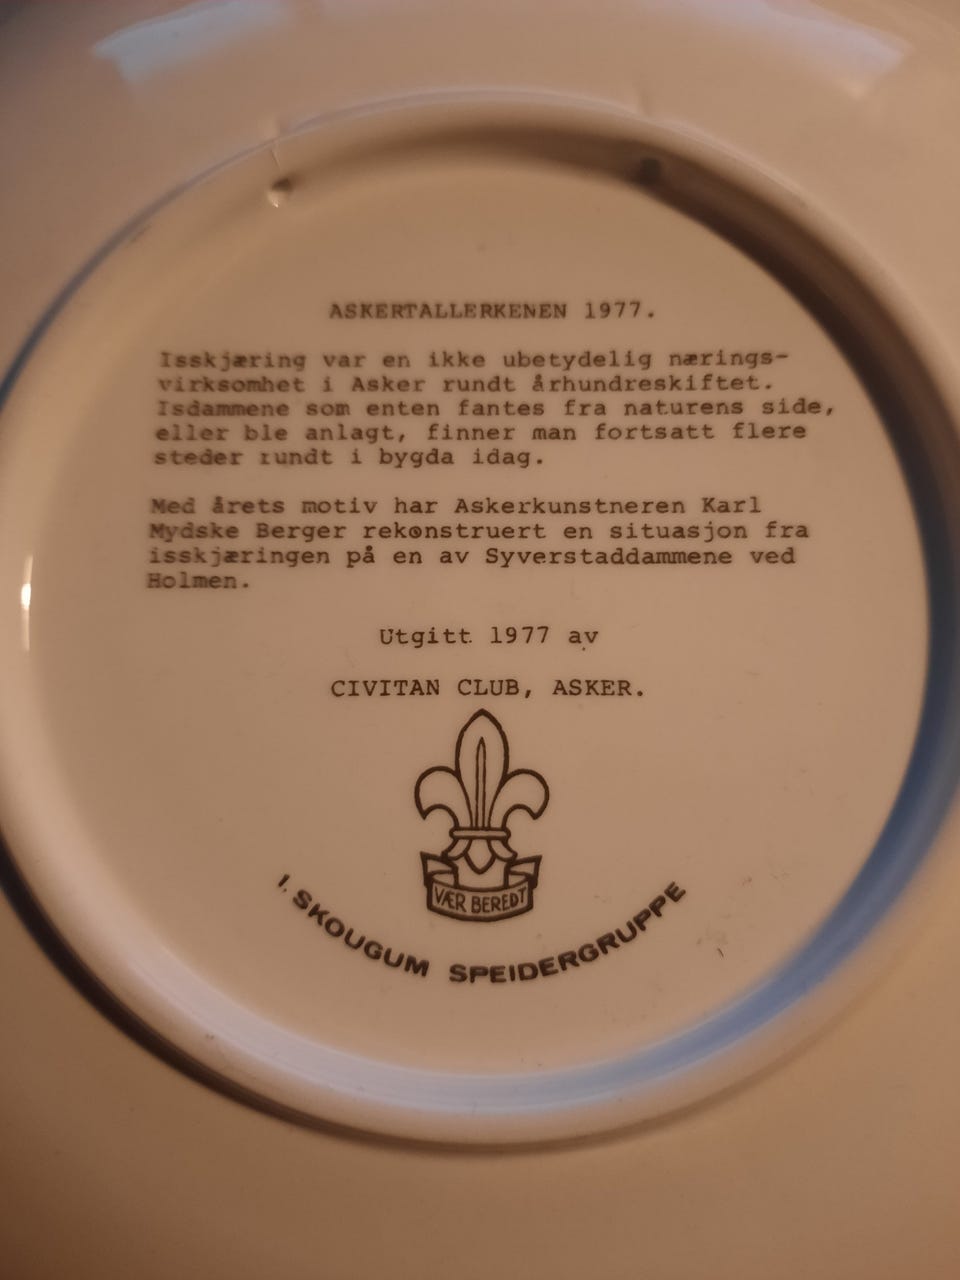 ASKERTALLERKENEN 1977.
Isskjæring var en ikke ubetydelig nærings-
virksomhet i Asker rundt århundreskiftet.
Isdammene som enten fantes fra naturens side,
eller ble anlagt, finner man fortsatt flere
steder rundt i bygda idag.
Med årets motiv har Askerkunstneren Karl
Mydske Berger rekonstruert en situasjon fra
isskjæringen på en av Syverstaddammene ved
Holmen.
Utgitt 1977 av
CIVITAN CLUB, ASKER.
VÆR BEREDT
1. SKOUGUM SPEIDERGRUPPE